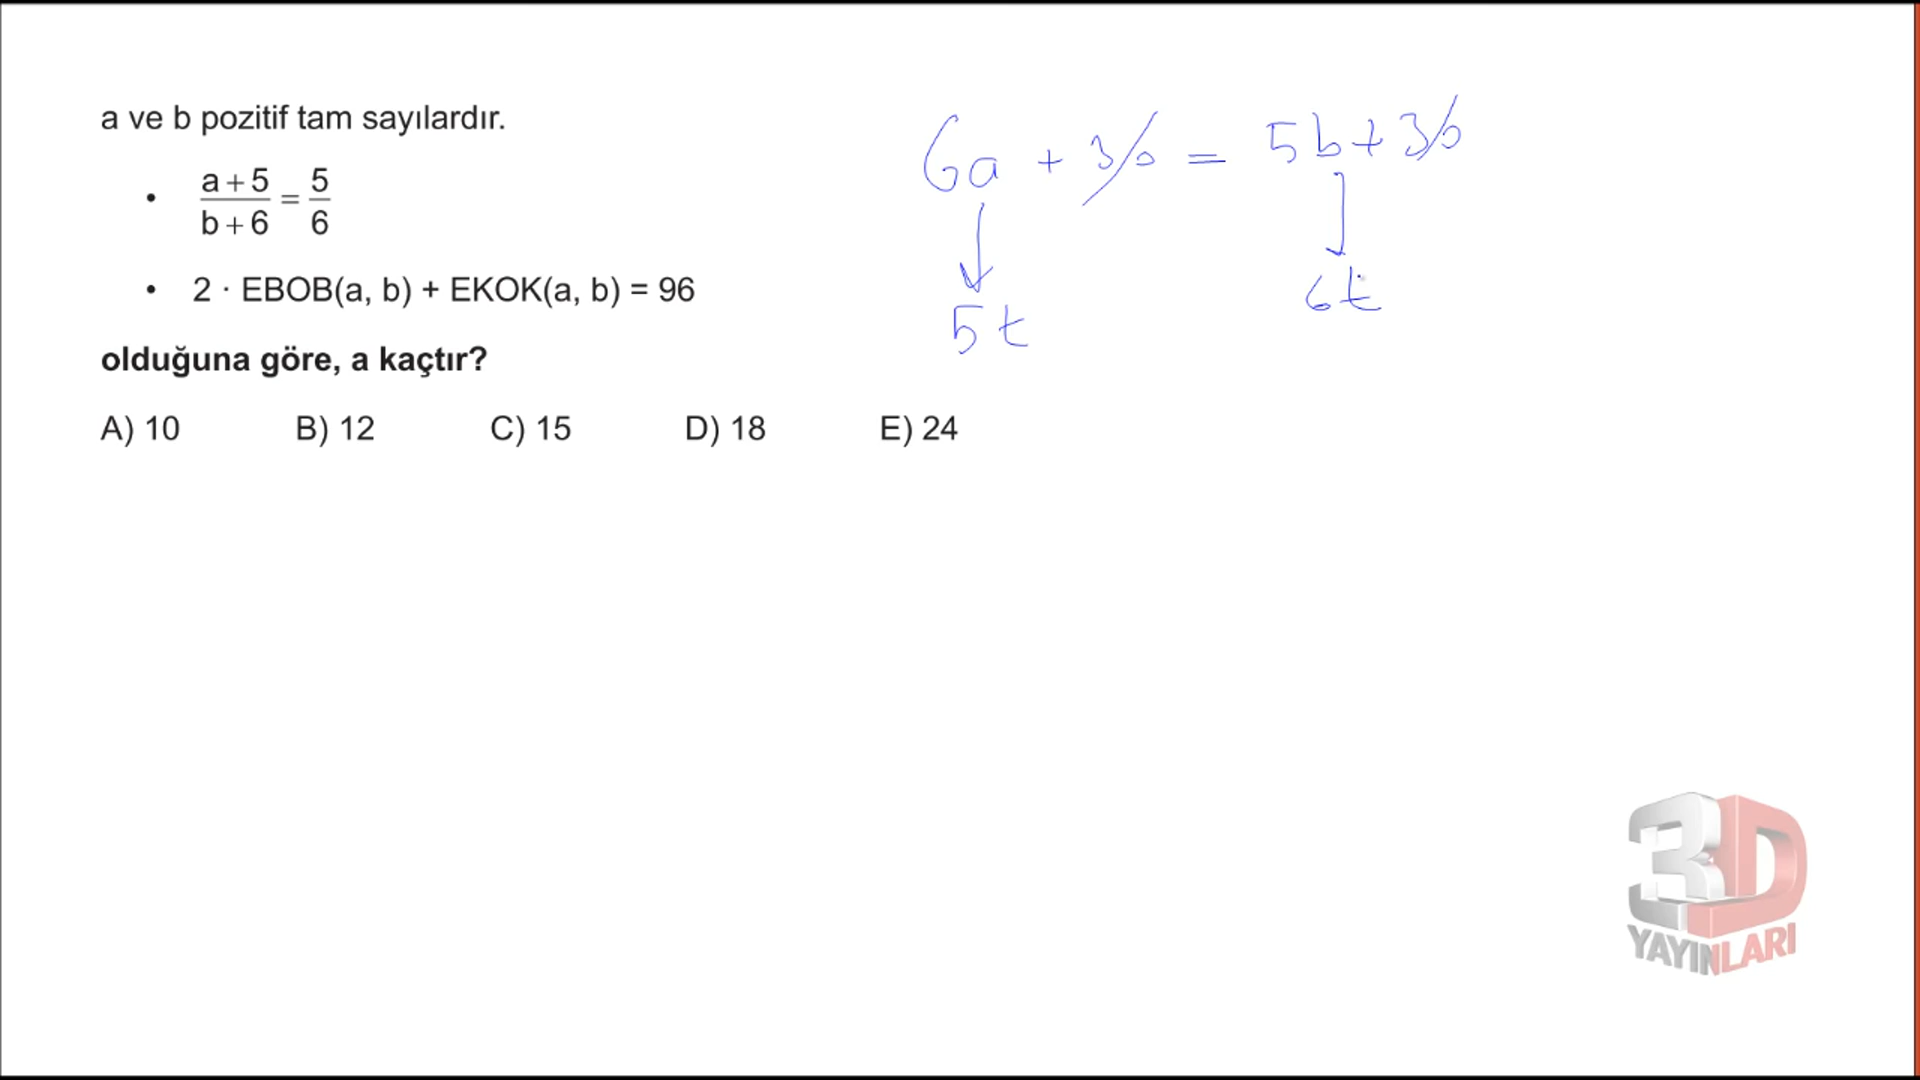 a ve b pozitif tam sayılardır.
• a + 5 / b + 6 = 5 / 6
• 2 · EBOB(a, b) + EKOK(a, b) = 96
olduğuna göre, a kaçtır?
A) 10 B) 12 C) 15 D) 18 E) 24
6a + 30 = 5b + 30
5t 6t
3D
YAYINLARI